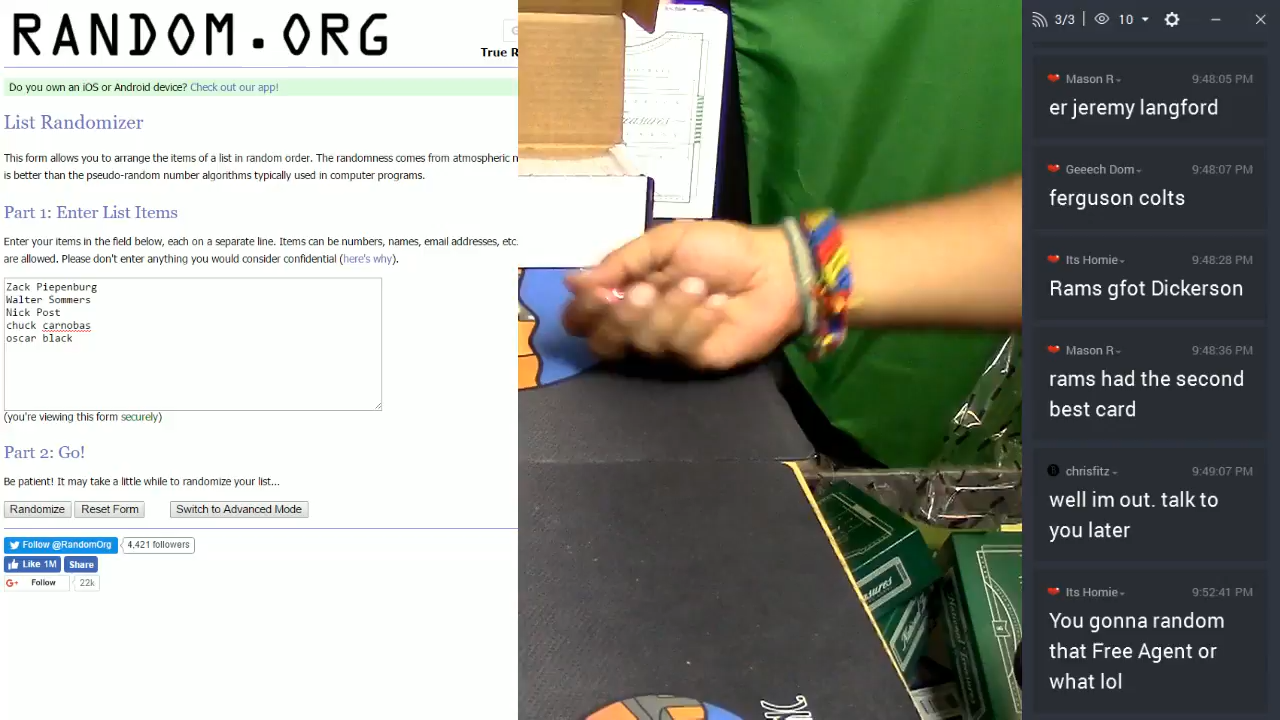 RANDOM.ORG
True R
Do you own an iOS or Android device? Check out our app!
List Randomizer
This form allows you to arrange the items of a list in random order. The randomness comes from atmospheric n
is better than the pseudo-random number algorithms typically used in computer programs.
Part 1: Enter List Items
Enter your items in the field below, each on a separate line. Items can be numbers, names, email addresses, etc.
are allowed. Please don't enter anything you would consider confidential (here's why).
Zack Piepenburg
Walter Sommers
Nick Post
chuck carnobas
oscar black
(you're viewing this form securely)
Part 2: Go!
Be patient! It may take a little while to randomize your list...
Randomize
Reset Form
Switch to Advanced Mode
Follow @RandomOrg
4,421 followers
Like 1M
Share
G+ Follow
22k
3/3 10
Mason R 9:48:05 PM
er jeremy langford
Geeech Dom 9:48:07 PM
ferguson colts
Its Homie 9:48:28 PM
Rams gfot Dickerson
Mason R 9:48:36 PM
rams had the second
best card
chrisfitz 9:49:07 PM
well im out. talk to
you later
Its Homie 9:52:41 PM
You gonna random
that Free Agent or
what lol